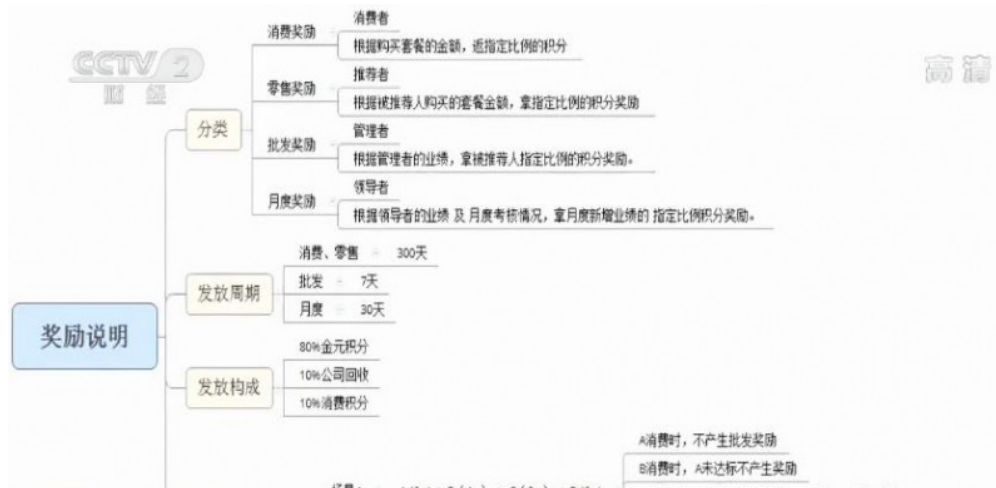 CCTV 2
财 经
高清
奖励说明
分类
消费奖励
消费者
根据购买套餐的金额，返指定比例的积分
零售奖励
推荐者
根据被推荐人购买的套餐金额，拿指定比例的积分奖励
批发奖励
管理者
根据管理者的业绩，拿被推荐人指定比例的积分奖励。
月度奖励
领导者
根据领导者的业绩 及 月度考核情况，拿月度新增业绩的 指定比例积分奖励。
发放周期
消费、零售 300天
批发 7天
月度 30天
发放构成
80%金元积分
10%公司回收
10%消费积分
A消费时，不产生批发奖励
B消费时，A未达标不产生奖励